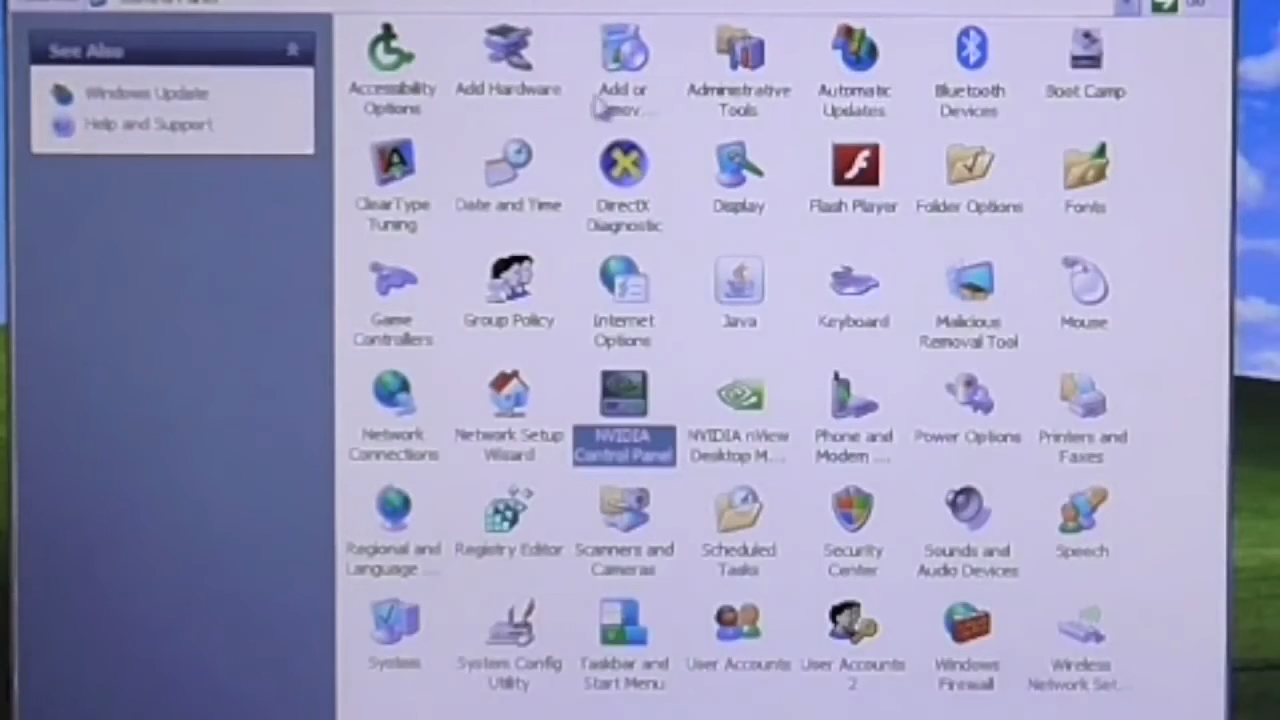 See Also
Windows Update
Help and Support
Accessibility Options
Add Hardware
Add or
Administrative Tools
Automatic Updates
Bluetooth Devices
Boot Camp
ClearType Tuning
Date and Time
DirectX Diagnostic
Display
Flash Player
Folder Options
Fonts
Game Controllers
Group Policy
Internet Options
Java
Keyboard
Malicious Removal Tool
Mouse
Network Connections
Network Setup Wizard
NVIDIA Control Panel
NVIDIA nView Desktop M...
Phone and Modem ...
Power Options
Printers and Faxes
Regional and Language ...
Registry Editor
Scanners and Cameras
Scheduled Tasks
Security Center
Sounds and Audio Devices
Speech
System
System Config Utility
Taskbar and Start Menu
User Accounts
User Accounts 2
Windows Firewall
Wireless Network Set...